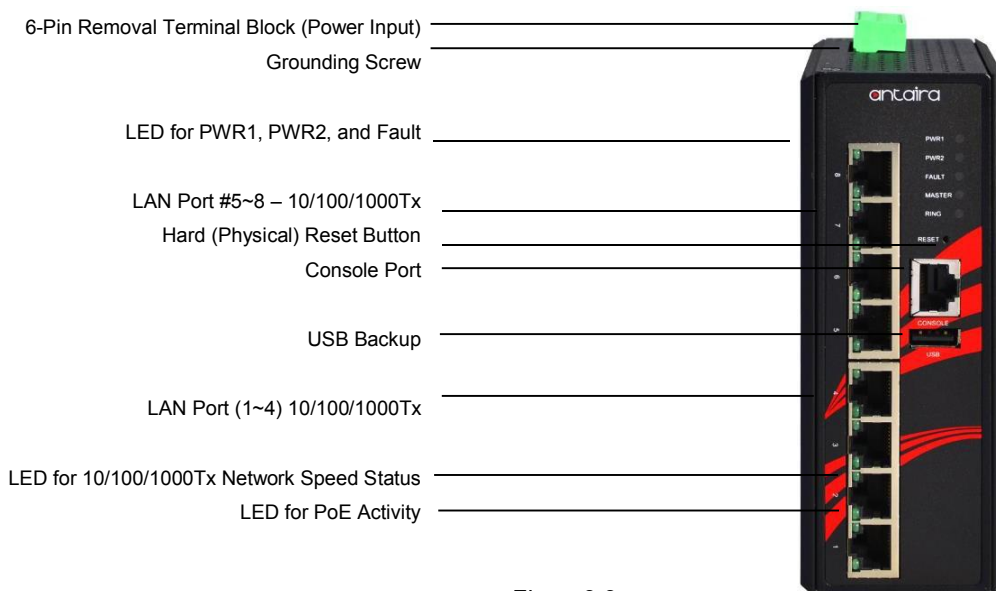 6-Pin Removal Terminal Block (Power Input)
Grounding Screw
LED for PWR1, PWR2, and Fault
LAN Port #5~8 – 10/100/1000Tx
Hard (Physical) Reset Button
Console Port
USB Backup
LAN Port (1~4) 10/100/1000Tx
LED for 10/100/1000Tx Network Speed Status
LED for PoE Activity
antaira
PWR1
PWR2
FAULT
MASTER
RING
RESET
CONSOLE
USB
8
7
6
5
4
3
2
1